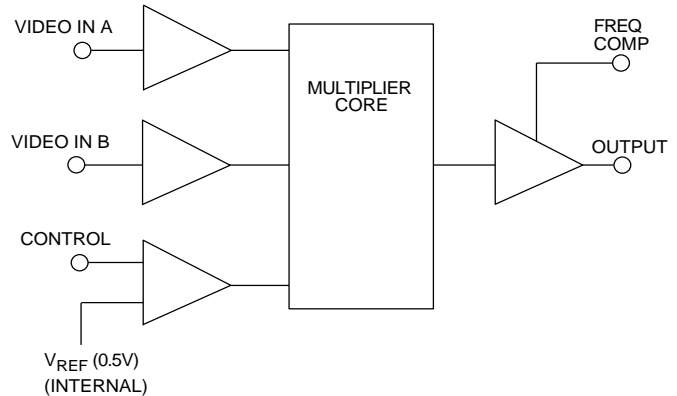 VIDEO IN A
FREQ
COMP
MULTIPLIER
CORE
VIDEO IN B
OUTPUT
CONTROL
VREF (0.5V)
(INTERNAL)